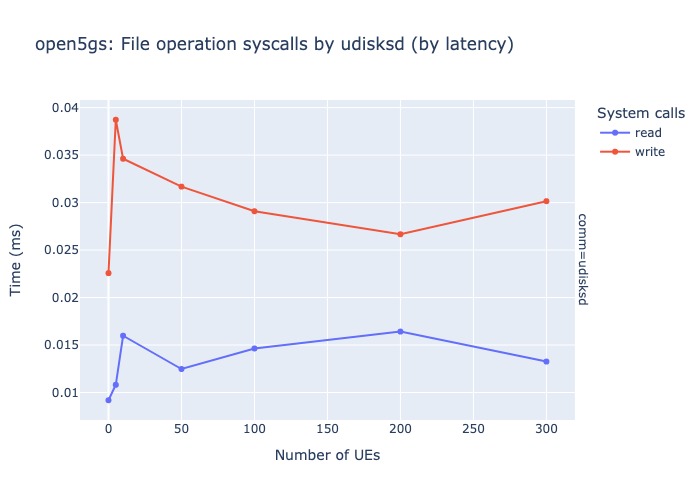 open5gs: File operation syscalls by udisksd (by latency)
System calls
read
write
0.04
0.035
0.03
0.025
0.02
0.015
0.01
Time (ms)
comm=udisksd
0 50 100 150 200 250 300
Number of UEs